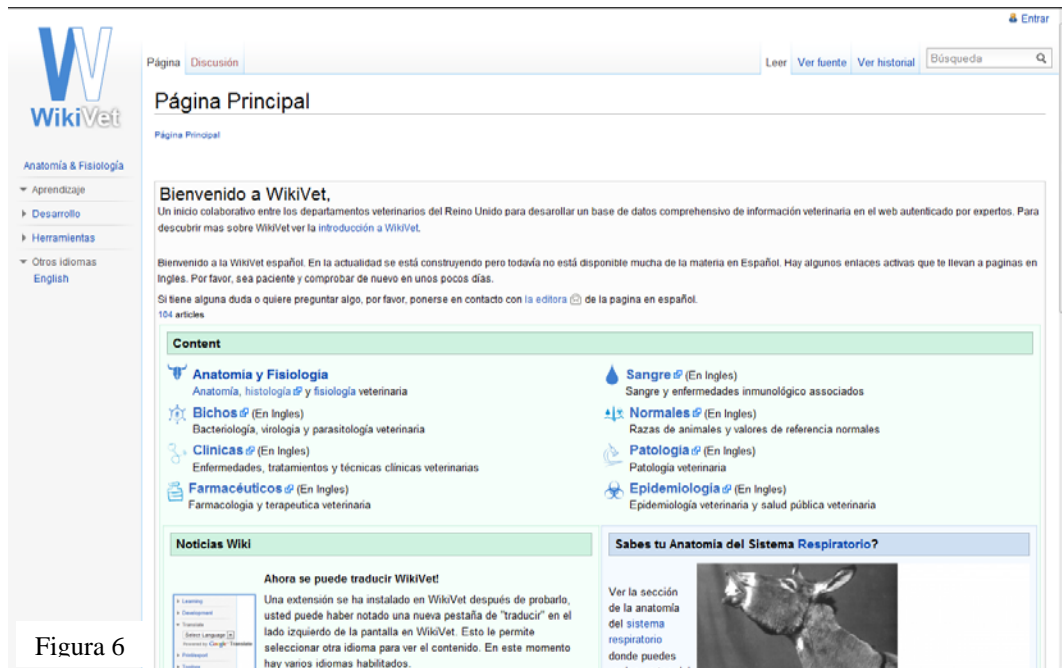 Entrar
WikiVet
Página Discusión
Leer Ver fuente Ver historial Búsqueda
Página Principal
Página Principal
Anatomía & Fisiología
Aprendizaje
Desarrollo
Herramientas
Otros idiomas
English
Bienvenido a WikiVet,
Un inicio colaborativo entre los departamentos veterinarios del Reino Unido para desarollar un base de datos comprehensivo de información veterinaria en el web autenticado por expertos. Para
descubrir mas sobre WikiVet ver la introducción a WikiVet.
Bienvenido a la WikiVet español. En la actualidad se está construyendo pero todavía no está disponible mucha de la materia en Español. Hay algunos enlaces activas que te llevan a paginas en
Ingles. Por favor, sea paciente y comprobar de nuevo en unos pocos días.
Si tiene alguna duda o quiere preguntar algo, por favor, ponerse en contacto con la editora de la pagina en español.
104 articles
Content
Anatomia y Fisiologia
Anatomía, histología y fisiología veterinaria
Bichos (En Ingles)
Bacteriología, virologia y parasitología veterinaria
Clinicas (En Ingles)
Enfermedades, tratamientos y técnicas clínicas veterinarias
Farmacéuticos (En Ingles)
Farmacologia y terapeutica veterinaria
Sangre (En Ingles)
Sangre y enfermedades inmunológico associados
Normales (En Ingles)
Razas de animales y valores de referencia normales
Patologia (En Ingles)
Patología veterinaria
Epidemiologia (En Ingles)
Epidemiología veterinaria y salud pública veterinaria
Noticias Wiki
Ahora se puede traducir WikiVet!
Una extensión se ha instalado en WikiVet después de probarlo,
usted puede haber notado una nueva pestaña de "traducir" en el
lado izquierdo de la pantalla en WikiVet. Esto le permite
seleccionar otra idioma para ver el contenido. En este momento
hay varios idiomas habilitados.
Learning
Development
Translate
Select Language
Powered by Google Translate
Toolbox
Sabes tu Anatomia del Sistema Respiratorio?
Ver la sección
de la anatomía
del sistema
respiratorio
donde puedes
Figura 6